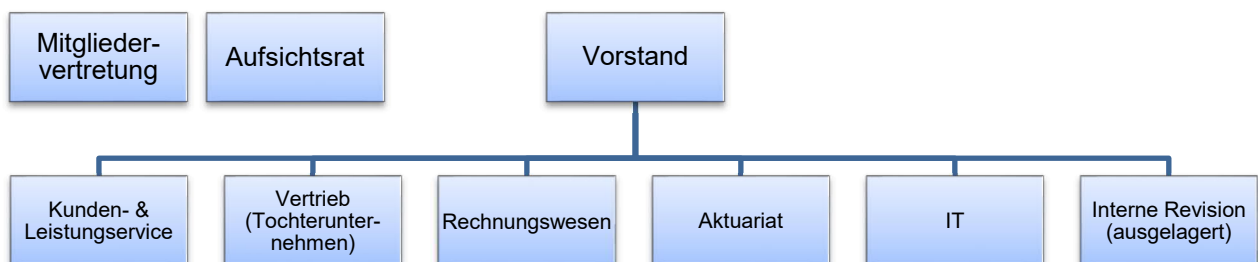 Mitglieder-
vertretung
Aufsichtsrat
Vorstand
Kunden- &
Leistungservice
Vertrieb
(Tochterunter-
nehmen)
Rechnungswesen
Aktuariat
IT
Interne Revision
(ausgelagert)